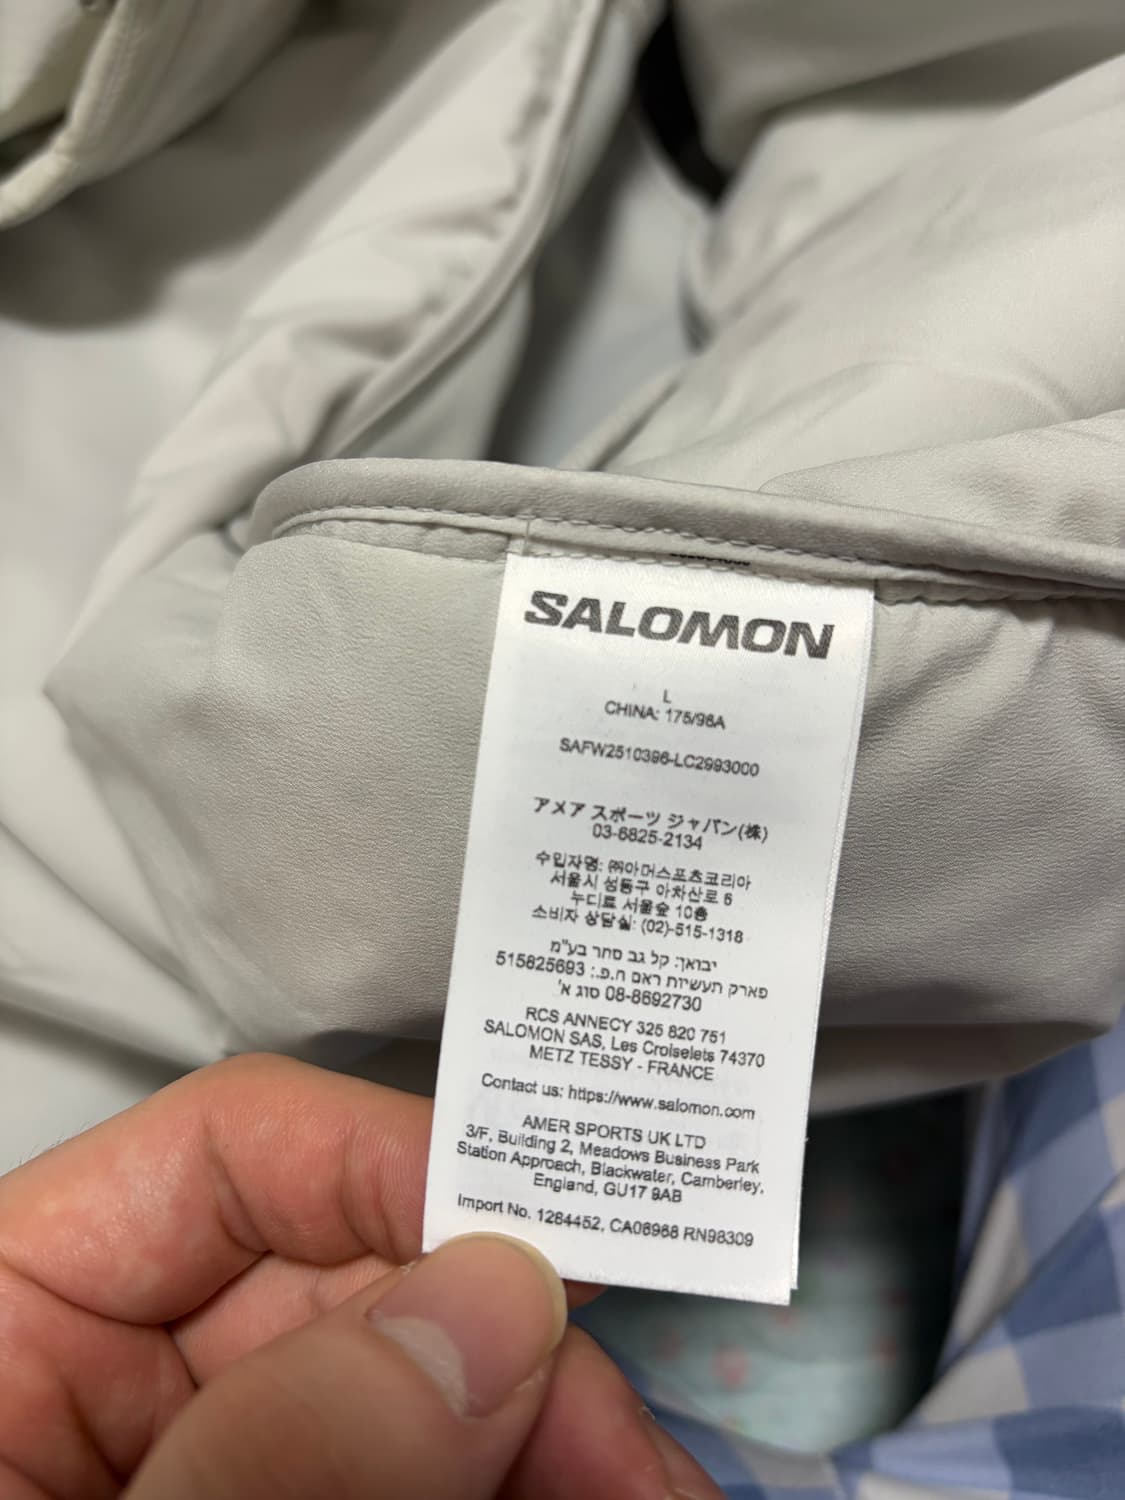 SALOMON
L
CHINA: 175/96A
SAFW2510396-LC2993000
アメア スポーツ ジャパン(株)
03-6825-2134
수입자명: ㈜아머스포츠코리아
서울시 성동구 아차산로 6
누디트 서울숲 10층
소비자 상담실: (02)-515-1318
יבואן: קל גב סחר בע"מ
פארק תעשיות ראם ח.פ.: 515825693
08-8692730 סוג א'
RCS ANNECY 325 820 751
SALOMON SAS, Les Croiselets 74370
METZ TESSY - FRANCE
Contact us: https://www.salomon.com
AMER SPORTS UK LTD
3/F, Building 2, Meadows Business Park
Station Approach, Blackwater, Camberley,
England, GU17 9AB
Import No. 1284452, CA06968 RN98309